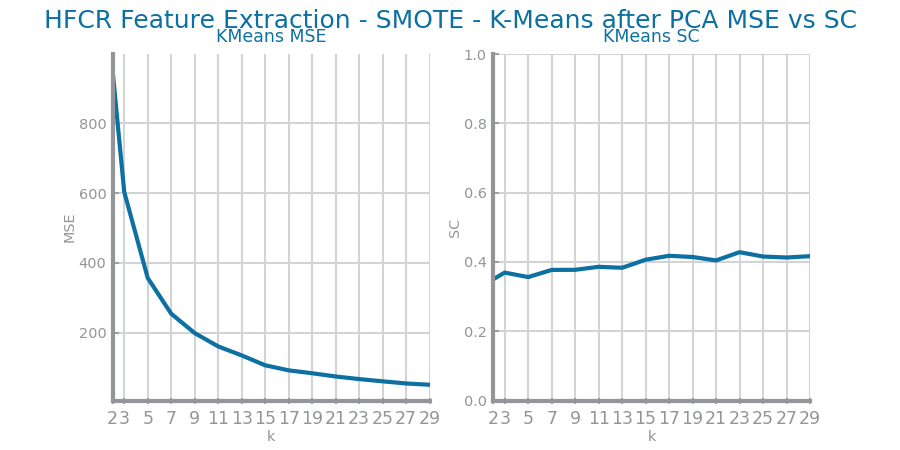 HFCR Feature Extraction - SMOTE - K-Means after PCA MSE vs SC
KMeans MSE
800
600
400
200
MSE
2 3 5 7 9 11 13 15 17 19 21 23 25 27 29
k
KMeans SC
1.0
0.8
0.6
0.4
0.2
0.0
SC
2 3 5 7 9 11 13 15 17 19 21 23 25 27 29
k